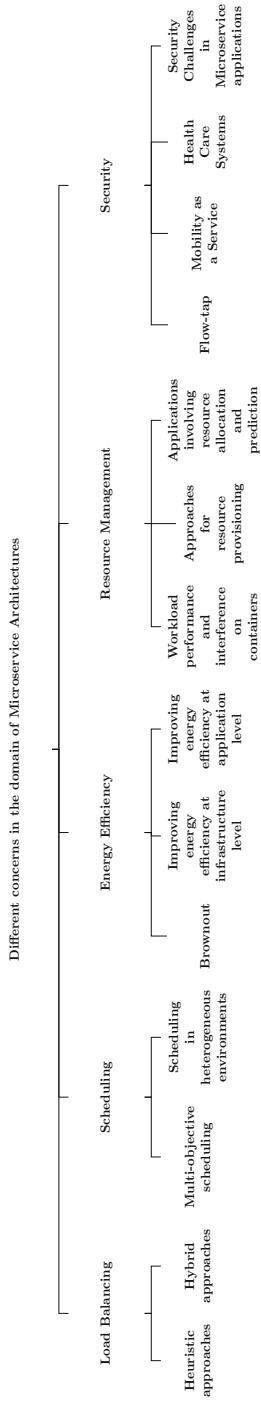 Different concerns in the domain of Microservice Architectures
Load Balancing
Scheduling
Energy Efficiency
Resource Management
Security
Heuristic
approaches
Hybrid
approaches
Multi-objective
scheduling
Scheduling
in
heterogeneous
environments
Brownout
Improving
energy
efficiency at
infrastructure
level
Improving
energy
efficiency at
application
level
Workload
performance
and
interference
on
containers
Approaches
for
resource
provisioning
Applications
involving
resource
allocation
and
prediction
Flow-tap
Mobility as
a Service
Health
Care
Systems
Security
Challenges
in
Microservice
applications